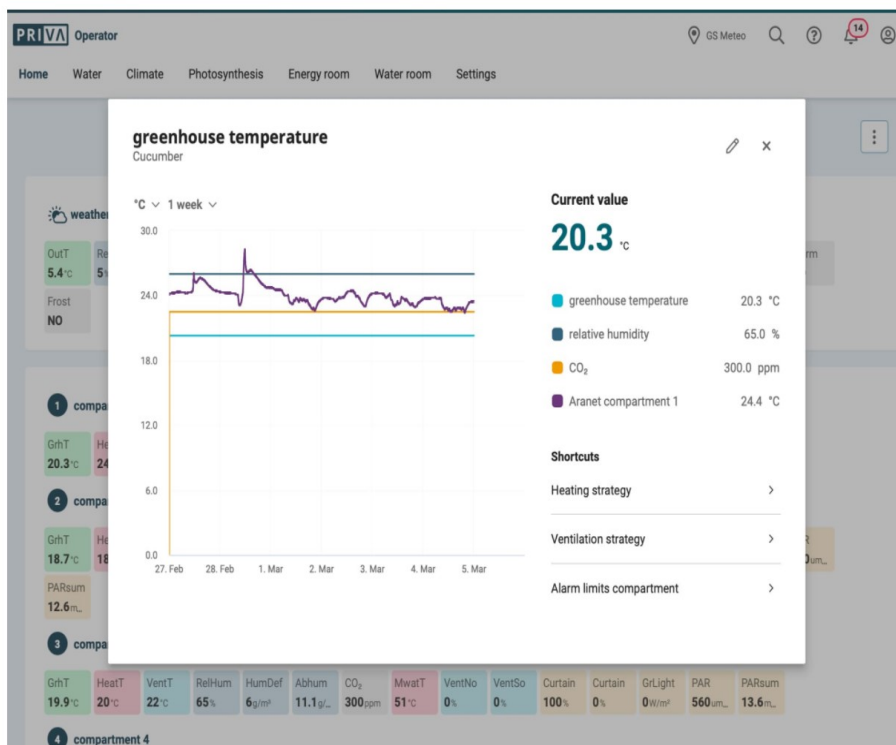 PRIVA Operator
GS Meteo
14
Home Water Climate Photosynthesis Energy room Water room Settings
greenhouse temperature
Cucumber
°C 1 week
30.0
24.0
18.0
12.0
6.0
0.0
27. Feb 28. Feb 1. Mar 2. Mar 3. Mar 4. Mar 5. Mar
Current value
20.3 °C
greenhouse temperature 20.3 °C
relative humidity 65.0 %
CO₂ 300.0 ppm
Aranet compartment 1 24.4 °C
Shortcuts
Heating strategy
Ventilation strategy
Alarm limits compartment
OutT
5.4°C
Frost
NO
1
GrhT
20.3°C
2
GrhT
18.7°C
PARsum
12.6m...
3
GrhT HeatT VentT RelHum HumDef Abhum CO₂ MwatT VentNo VentSo Curtain Curtain GrLight PAR PARsum
19.9°C 20°C 22°C 65% 6g/m³ 11.1g/... 300ppm 51°C 0% 0% 100% 0% 0W/m² 560um... 13.6m...
4 compartment 4